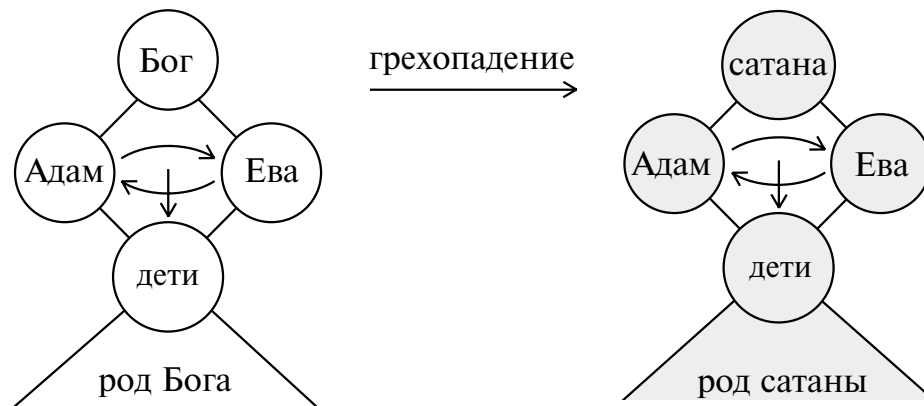 Бог
грехопадение
сатана
Адам
Ева
Адам
Ева
дети
дети
род Бога
род сатаны